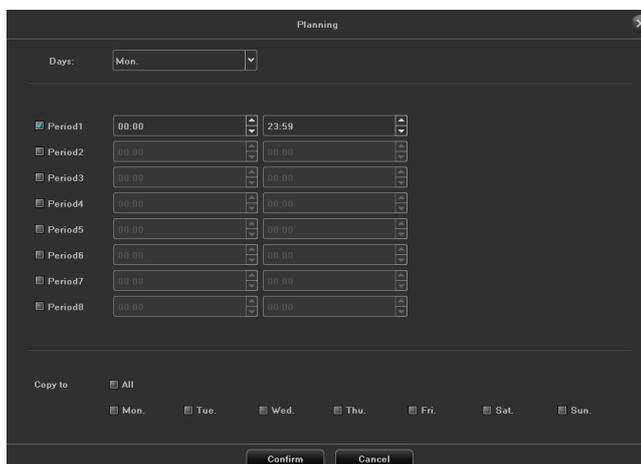 Planning
Days: Mon.
Period1 00:00 23:59
Period2 00:00 00:00
Period3 00:00 00:00
Period4 00:00 00:00
Period5 00:00 00:00
Period6 00:00 00:00
Period7 00:00 00:00
Period8 00:00 00:00
Copy to All
Mon. Tue. Wed. Thu. Fri. Sat. Sun.
Confirm Cancel